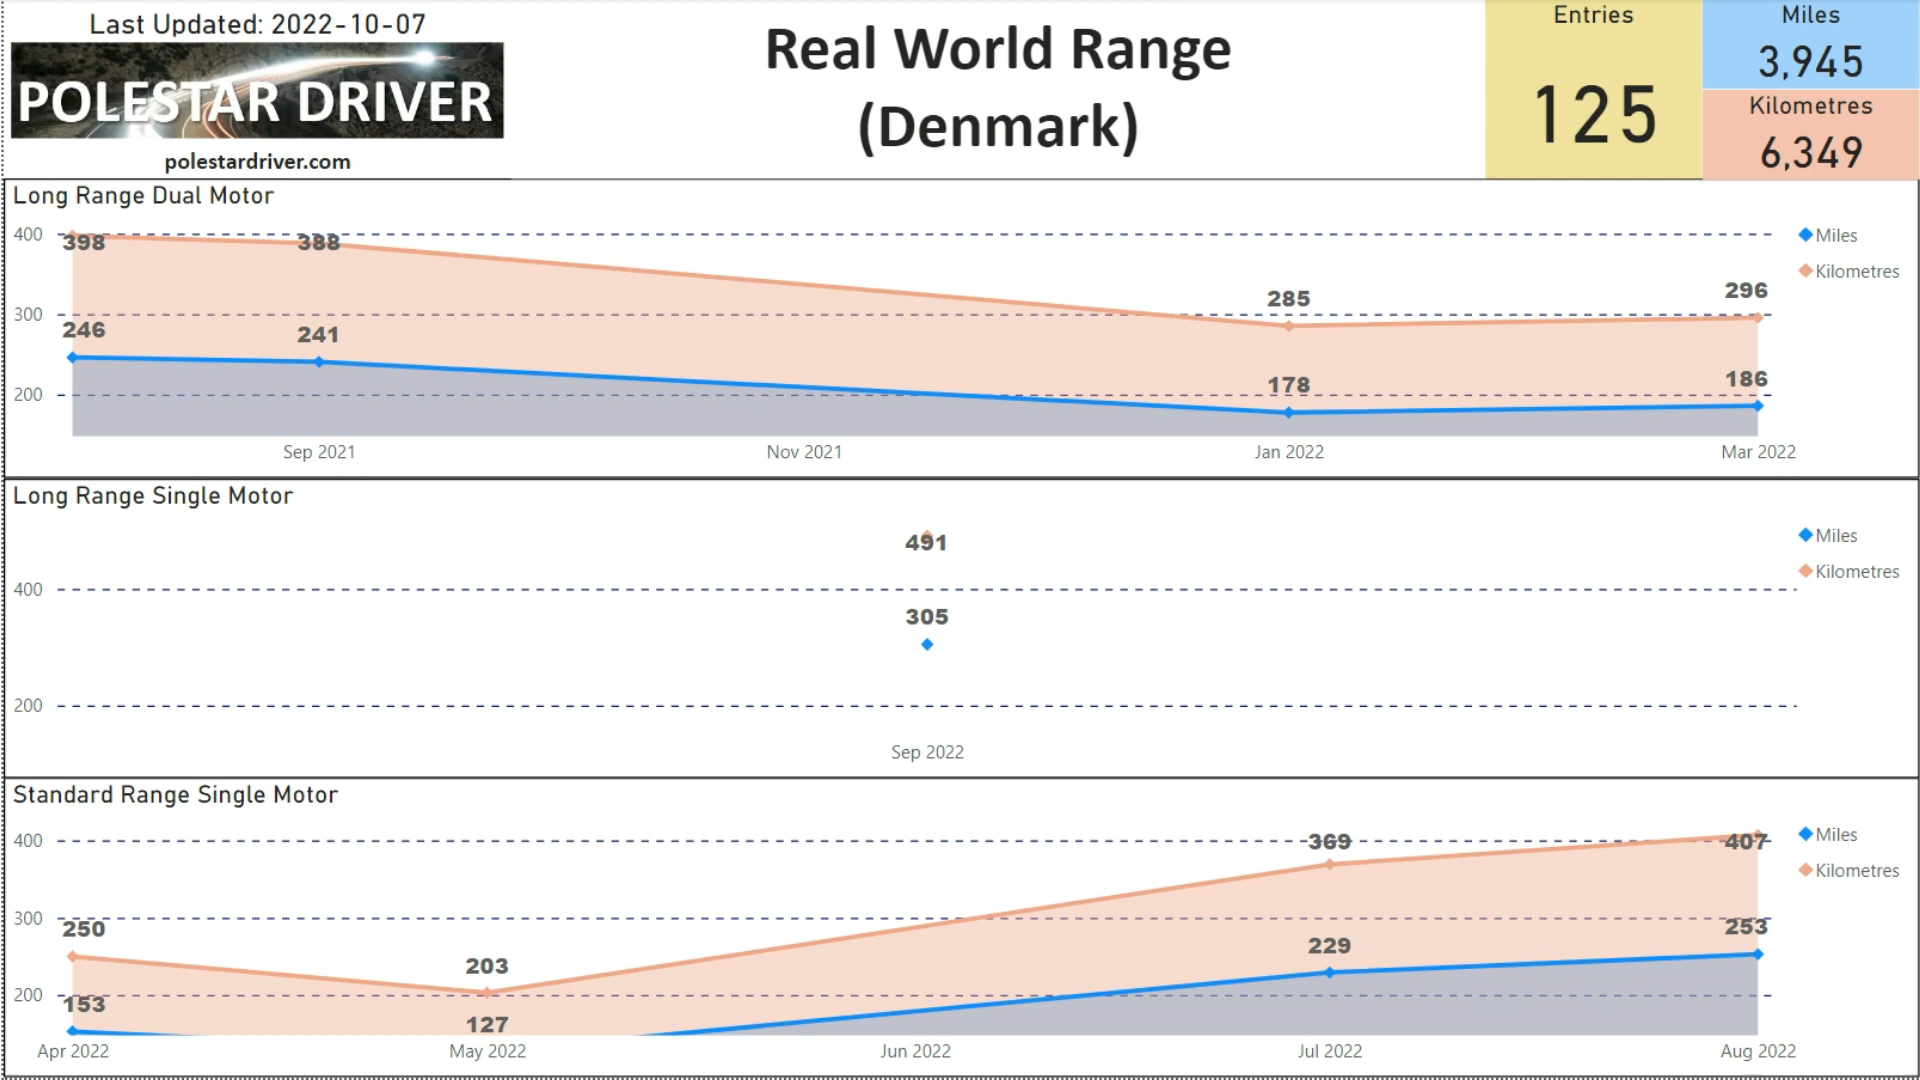 Last Updated: 2022-10-07
POLESTAR DRIVER
polestardriver.com
Real World Range
(Denmark)
Entries
125
Miles
3,945
Kilometres
6,349
Long Range Dual Motor
400
300
200
398
388
285
296
246
241
178
186
Sep 2021
Nov 2021
Jan 2022
Mar 2022
Miles
Kilometres
Long Range Single Motor
400
200
491
305
Sep 2022
Miles
Kilometres
Standard Range Single Motor
400
300
200
250
203
369
407
153
127
229
253
Apr 2022
May 2022
Jun 2022
Jul 2022
Aug 2022
Miles
Kilometres